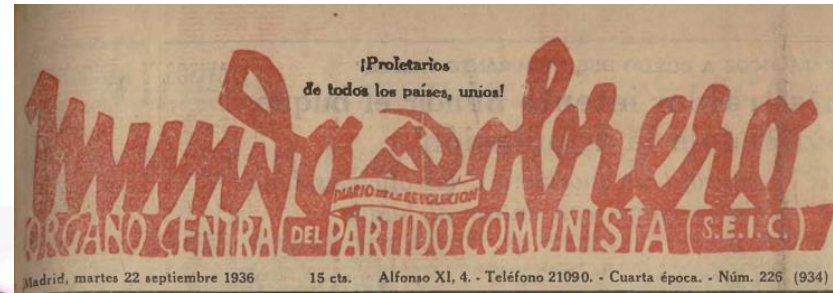 ¡Proletarios
de todos los países, unios!
mundo obrero
DIARIO DE LA REVOLUCION
ORGANO CENTRAL DEL PARTIDO COMUNISTA (S.E.I.C.)
Madrid, martes 22 septiembre 1936 15 cts. Alfonso XI, 4. - Teléfono 21090. - Cuarta época. - Núm. 226 (934)